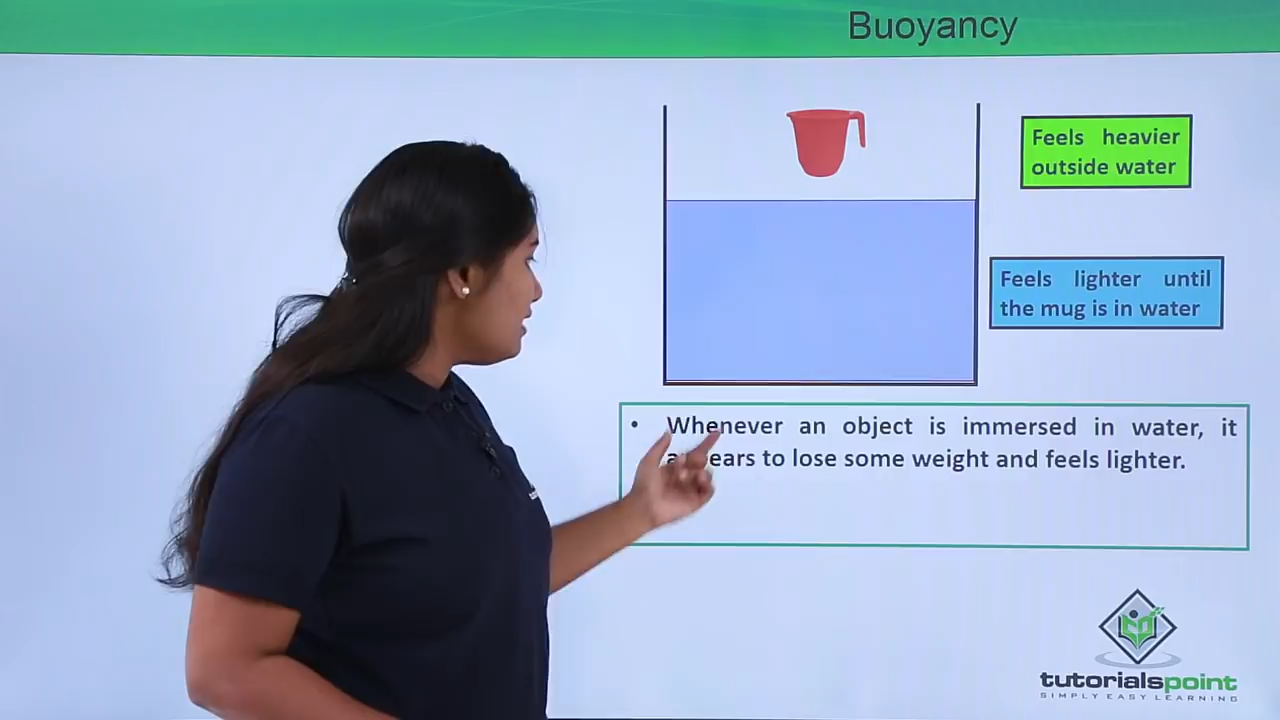 Buoyancy
Feels heavier
outside water
Feels lighter until
the mug is in water
• Whenever an object is immersed in water, it
appears to lose some weight and feels lighter.
tutorialspoint
SIMPLY EASY LEARNING